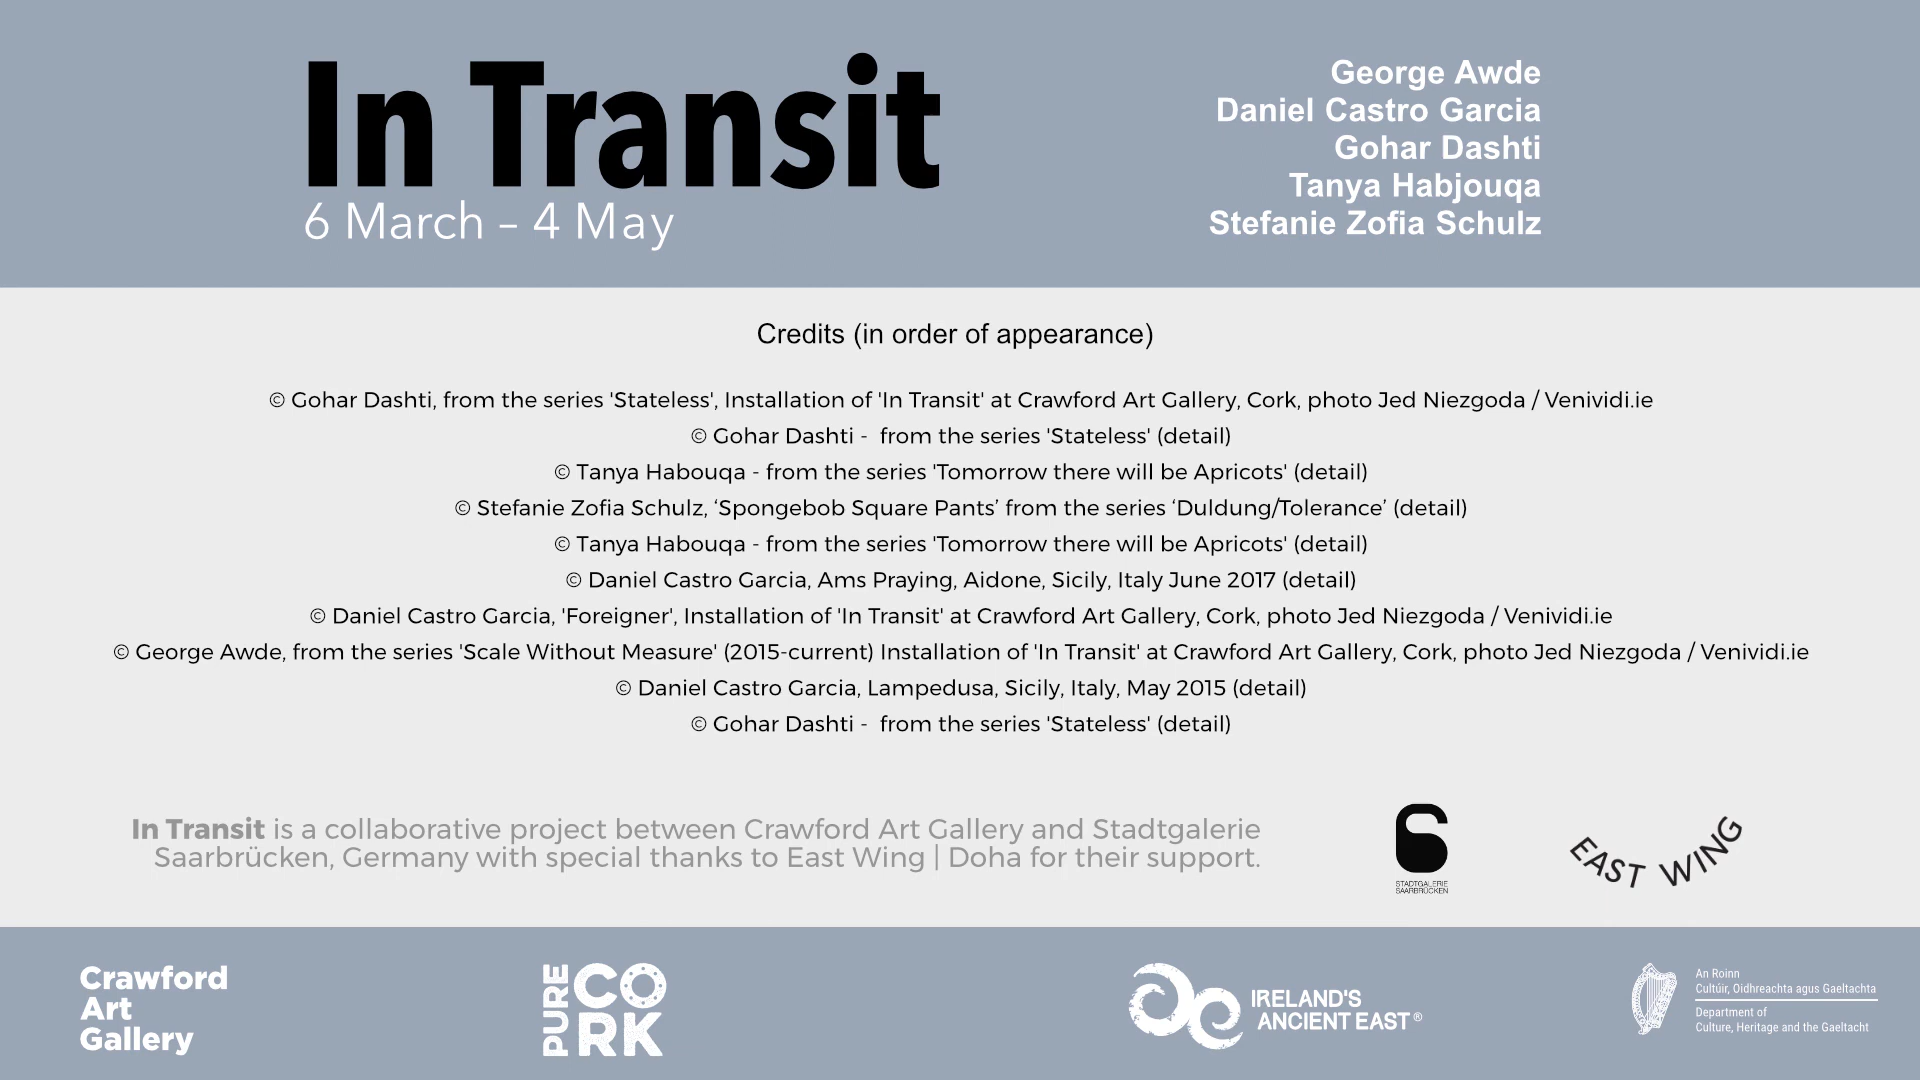 In Transit
6 March – 4 May
George Awde
Daniel Castro Garcia
Gohar Dashti
Tanya Habjouqa
Stefanie Zofia Schulz
Credits (in order of appearance)
© Gohar Dashti, from the series 'Stateless', Installation of 'In Transit' at Crawford Art Gallery, Cork, photo Jed Niezgoda / Venividi.ie
© Gohar Dashti -  from the series 'Stateless' (detail)
© Tanya Habouqa - from the series 'Tomorrow there will be Apricots' (detail)
© Stefanie Zofia Schulz, ‘Spongebob Square Pants’ from the series ‘Duldung/Tolerance’ (detail)
© Tanya Habouqa - from the series 'Tomorrow there will be Apricots' (detail)
© Daniel Castro Garcia, Ams Praying, Aidone, Sicily, Italy June 2017 (detail)
© Daniel Castro Garcia, 'Foreigner', Installation of 'In Transit' at Crawford Art Gallery, Cork, photo Jed Niezgoda / Venividi.ie
© George Awde, from the series 'Scale Without Measure' (2015-current) Installation of 'In Transit' at Crawford Art Gallery, Cork, photo Jed Niezgoda / Venividi.ie
© Daniel Castro Garcia, Lampedusa, Sicily, Italy, May 2015 (detail)
© Gohar Dashti -  from the series 'Stateless' (detail)
In Transit is a collaborative project between Crawford Art Gallery and Stadtgalerie
Saarbrücken, Germany with special thanks to East Wing | Doha for their support.
STADTGALERIE
SAARBRÜCKEN
EAST WING
Crawford
Art
Gallery
PURE
CO
RK
IRELAND'S
ANCIENT EAST®
An Roinn
Cultúir, Oidhreachta agus Gaeltachta
Department of
Culture, Heritage and the Gaeltacht